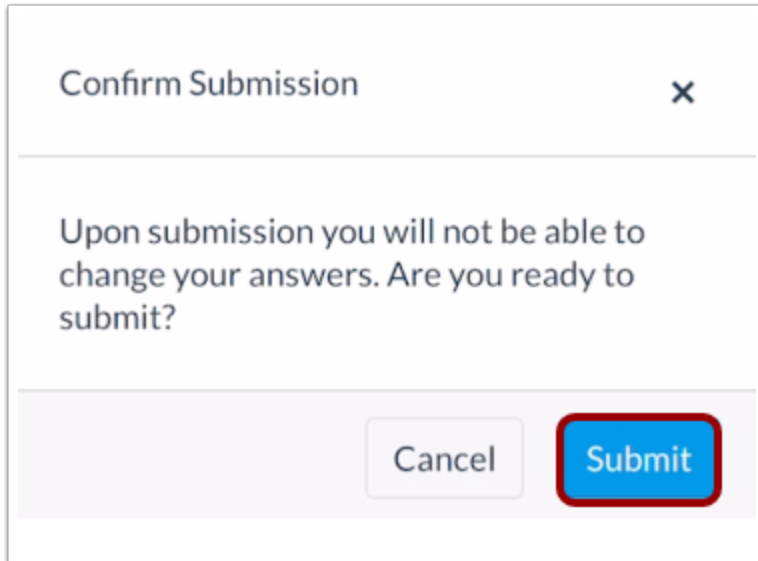 Confirm Submission
Upon submission you will not be able to
change your answers. Are you ready to
submit?
Cancel
Submit